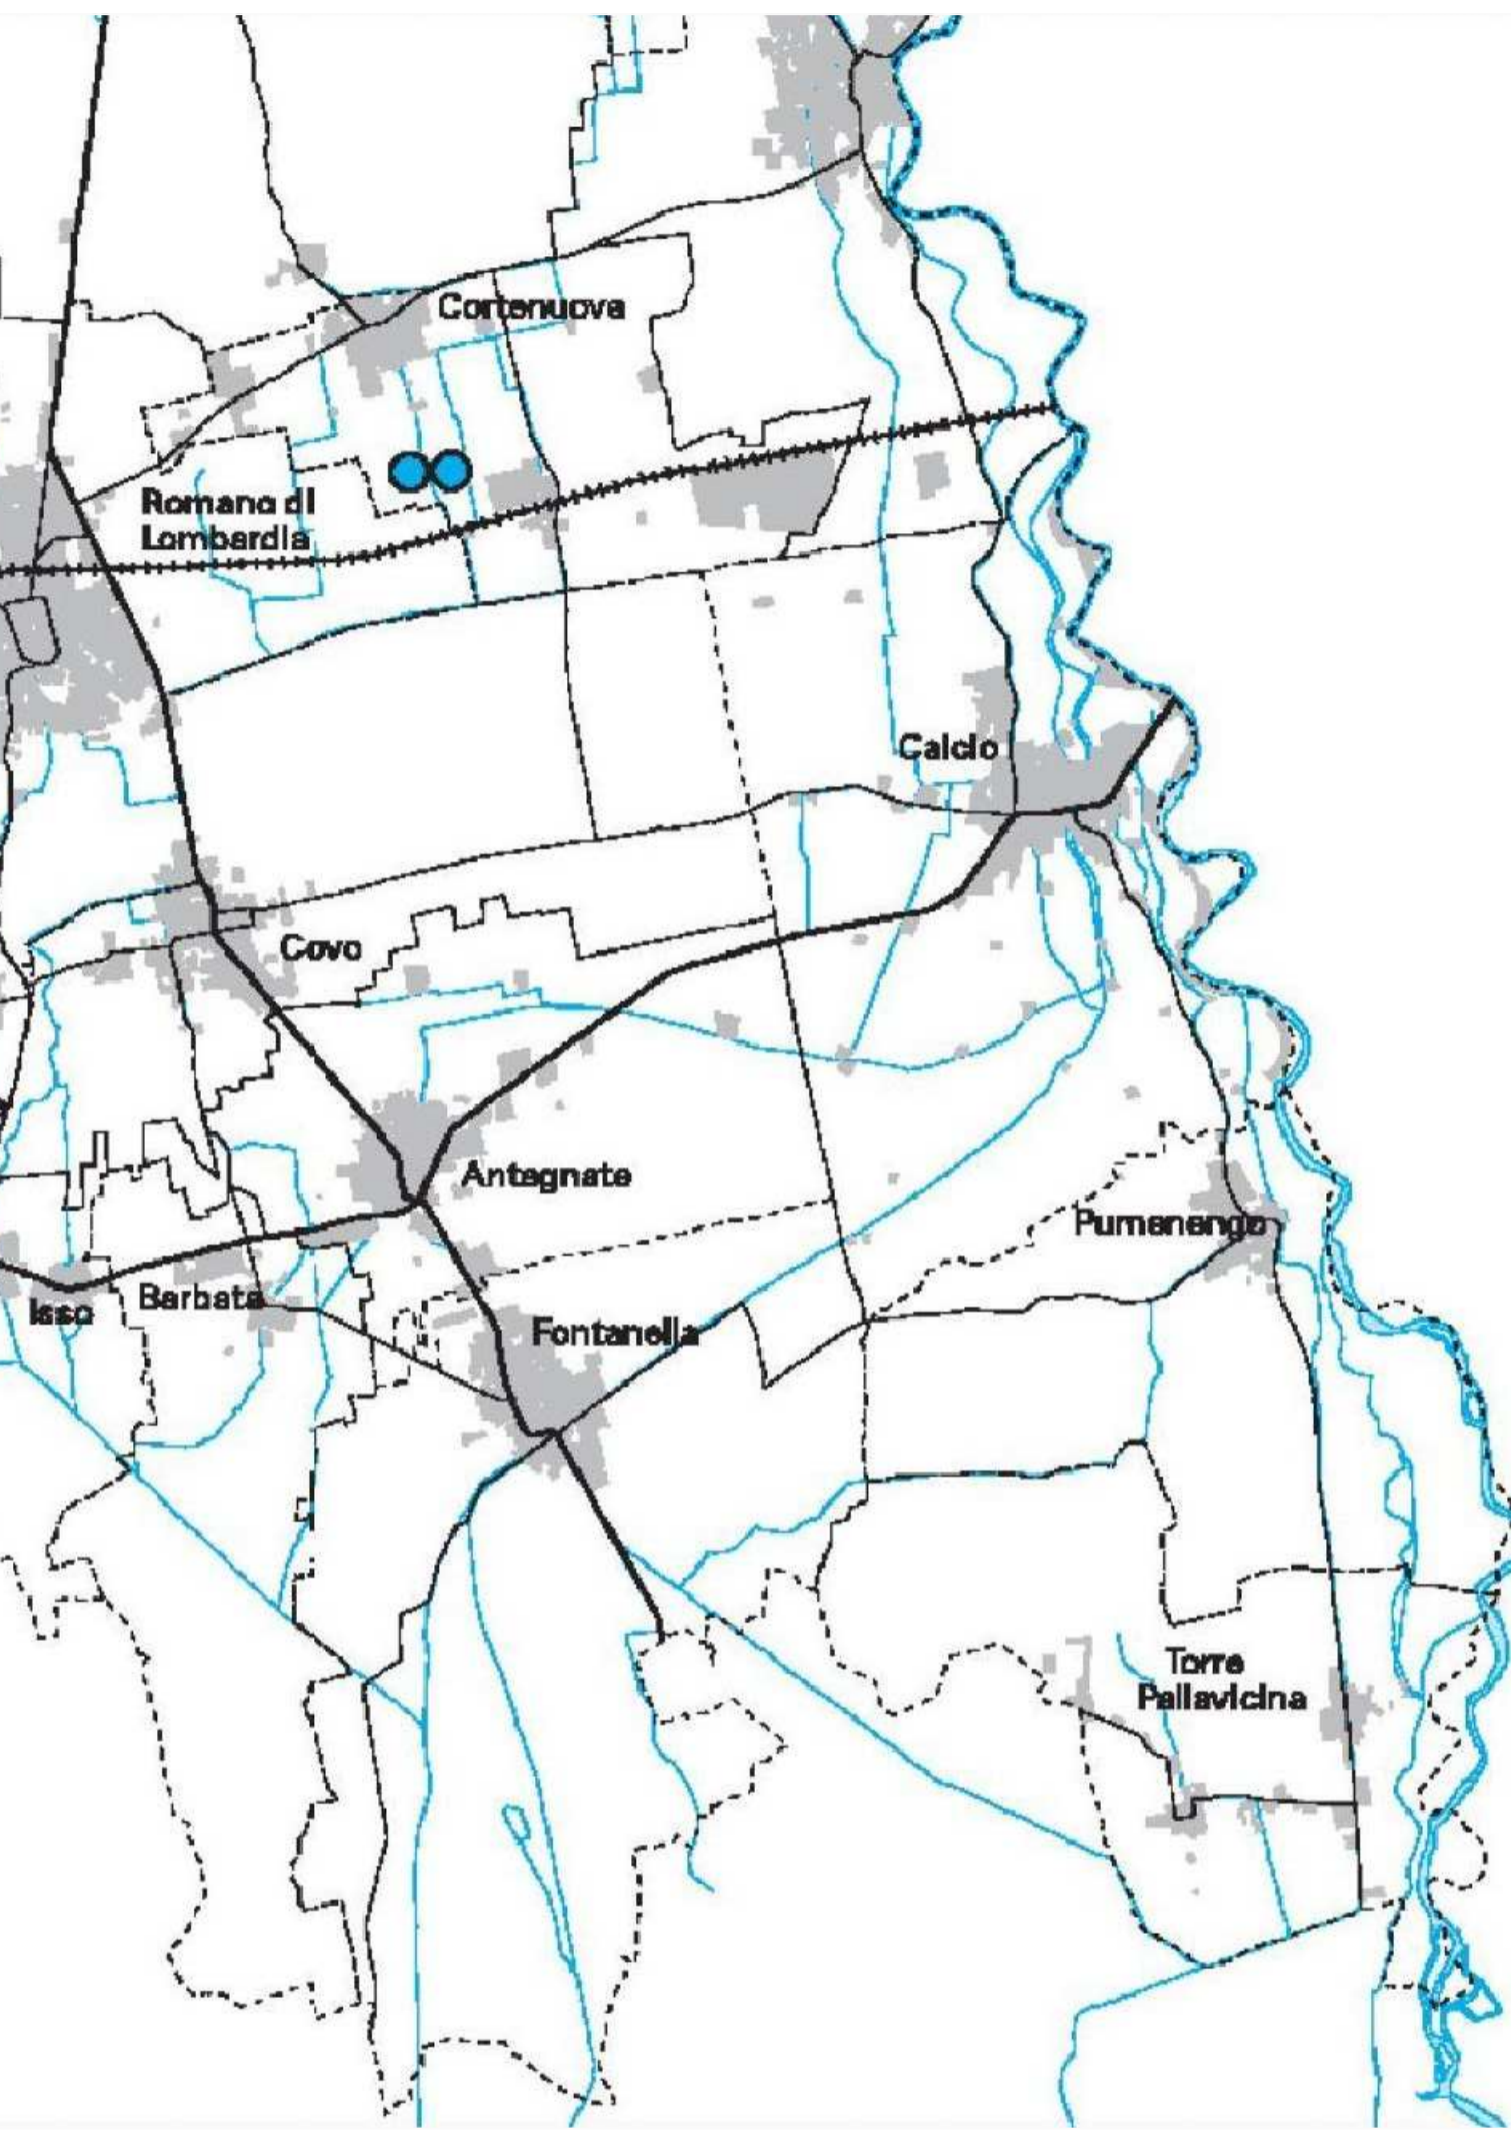 Cortenuova
Romano di
Lombardia
Calcio
Covo
Antegnate
Pumenengo
Isso
Barbata
Fontanella
Torre
Pallavicina